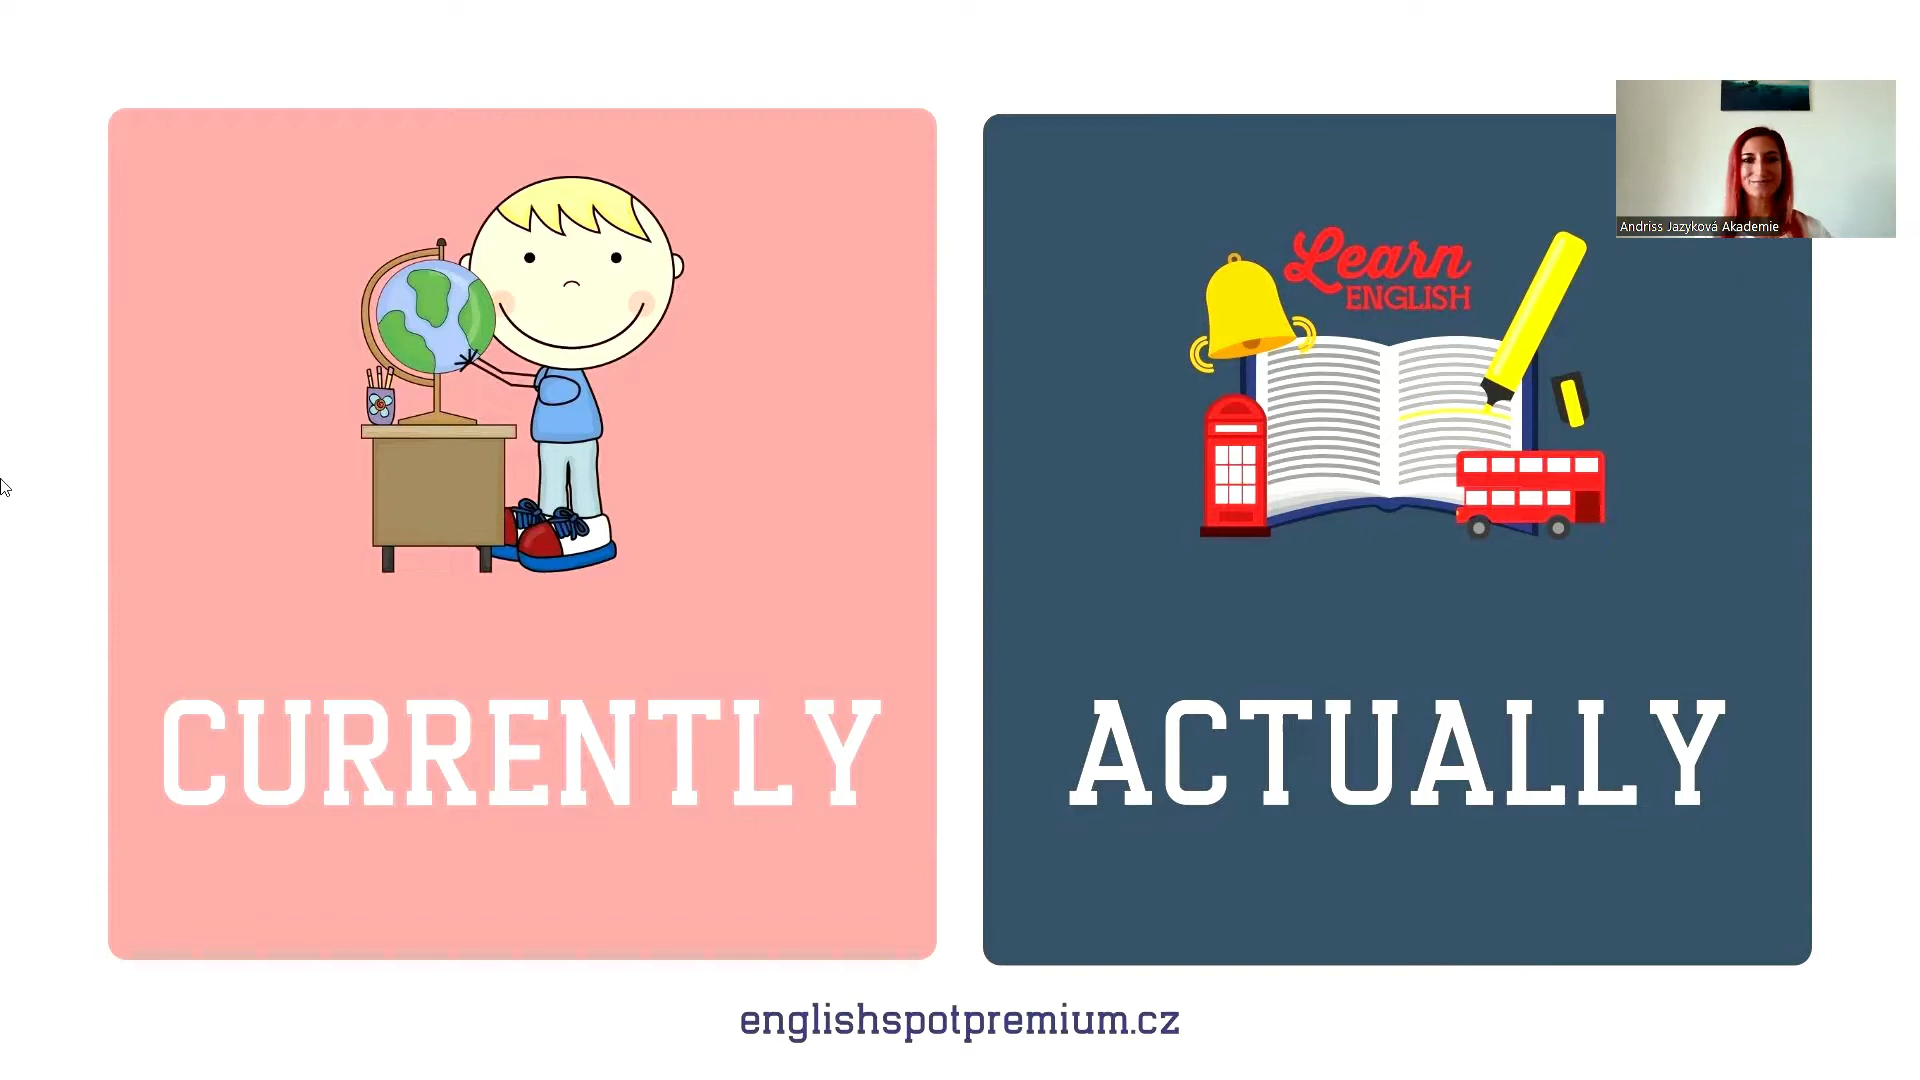 Andriss Jazyková Akademie
Learn
ENGLISH
CURRENTLY
ACTUALLY
englishspotpremium.cz